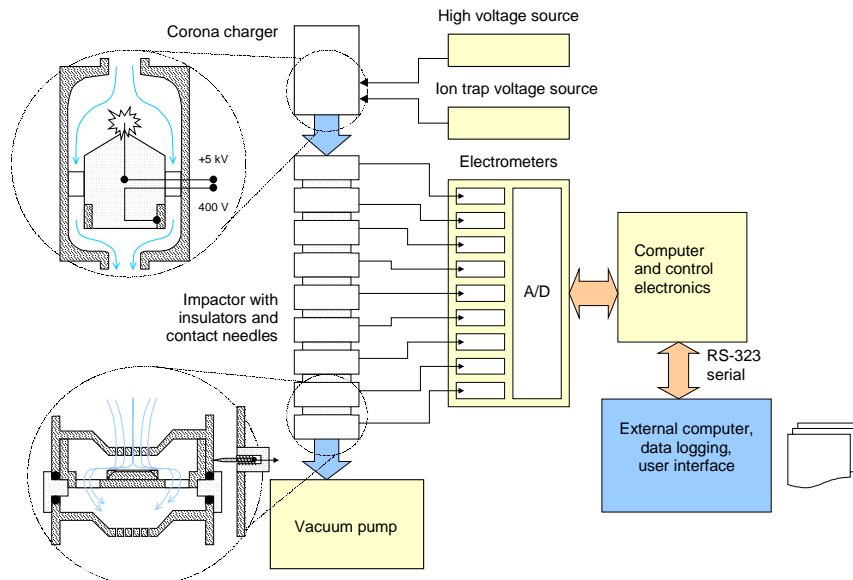 High voltage source
Corona charger
Ion trap voltage source
+5 kV
400 V
Electrometers
A/D
Computer
and control
electronics
Impactor with
insulators and
contact needles
RS-323
serial
External computer,
data logging,
user interface
Vacuum pump